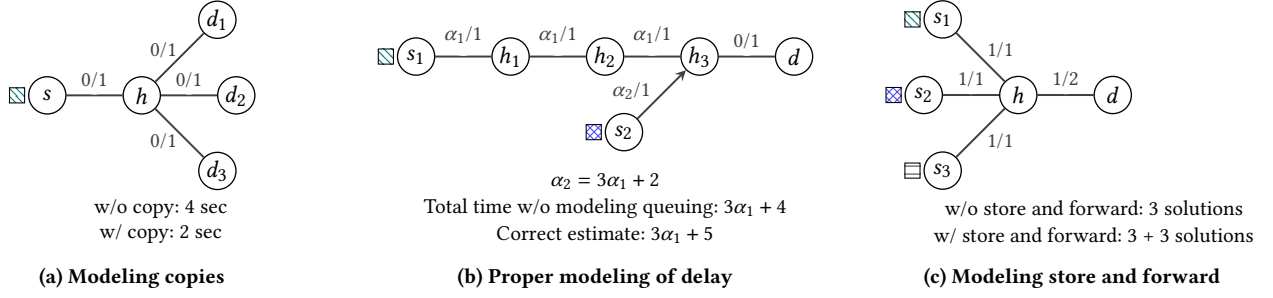 d₁
0/1
s
0/1
h
0/1
d₂
0/1
d₃
w/o copy: 4 sec
w/ copy: 2 sec
(a) Modeling copies
s₁
α₁/1
h₁
α₁/1
h₂
α₁/1
h₃
0/1
d
α₂/1
s₂
α₂ = 3α₁ + 2
Total time w/o modeling queuing: 3α₁ + 4
Correct estimate: 3α₁ + 5
(b) Proper modeling of delay
s₁
1/1
s₂
1/1
h
1/2
d
1/1
s₃
w/o store and forward: 3 solutions
w/ store and forward: 3 + 3 solutions
(c) Modeling store and forward